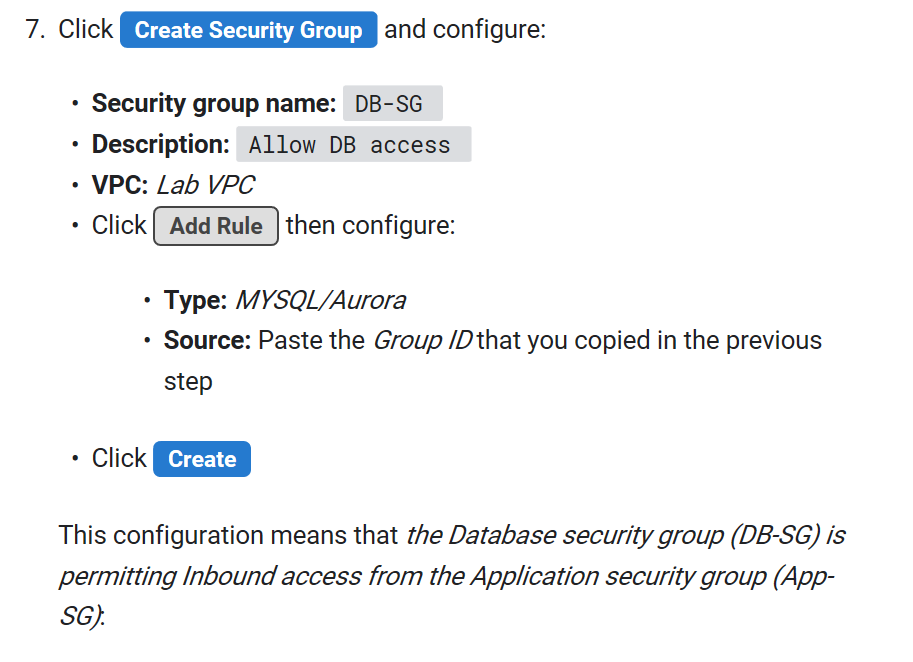 7. Click Create Security Group and configure:
• Security group name: DB-SG
• Description: Allow DB access
• VPC: Lab VPC
• Click Add Rule then configure:
• Type: MYSQL/Aurora
• Source: Paste the Group ID that you copied in the previous
step
• Click Create
This configuration means that the Database security group (DB-SG) is
permitting Inbound access from the Application security group (App-
SG):